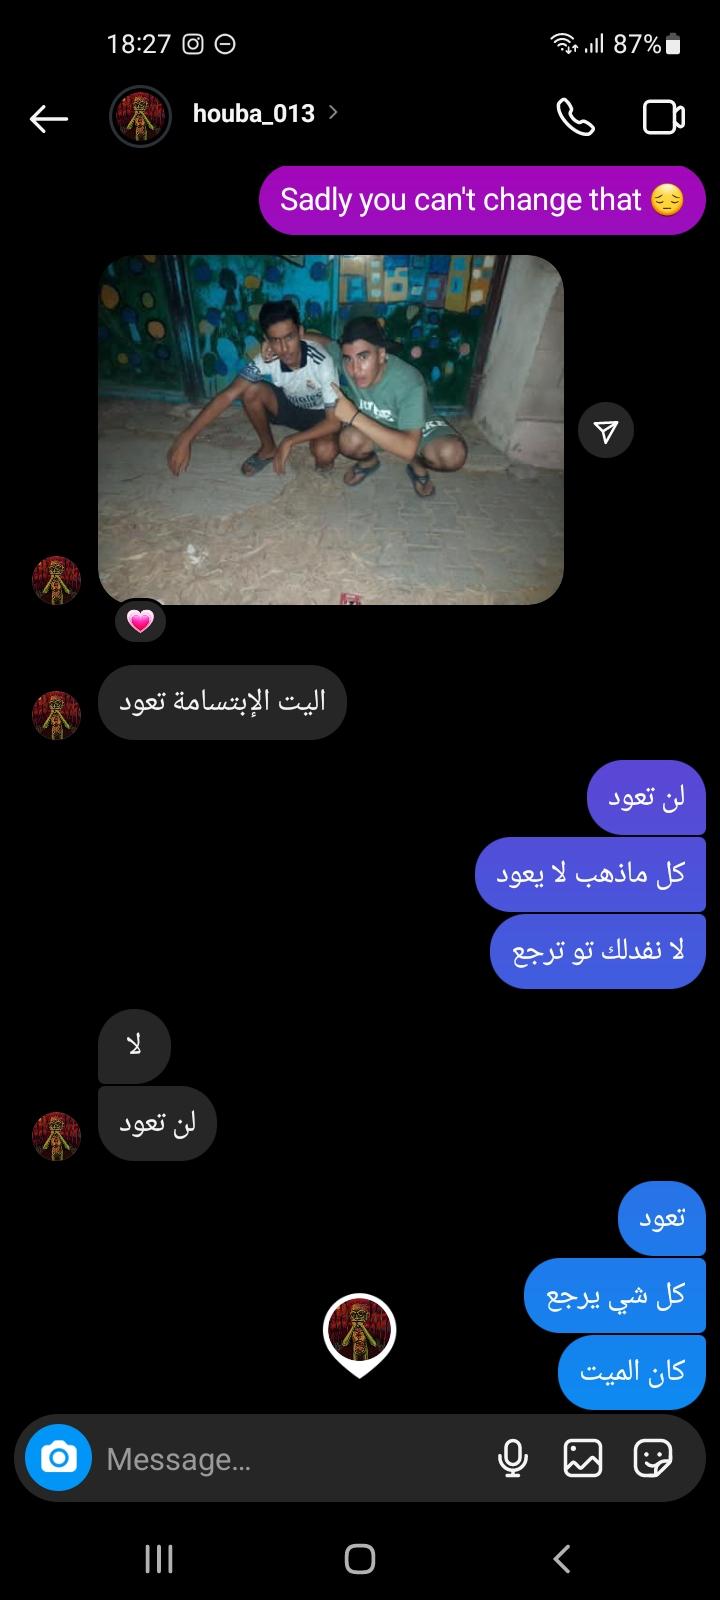 18:27
87%
houba_013
Sadly you can't change that 😔
اليت الإبتسامة تعود
لن تعود
كل ماذهب لا يعود
لا نفدلك تو ترجع
لا
لن تعود
تعود
كل شي يرجع
كان الميت
Message…